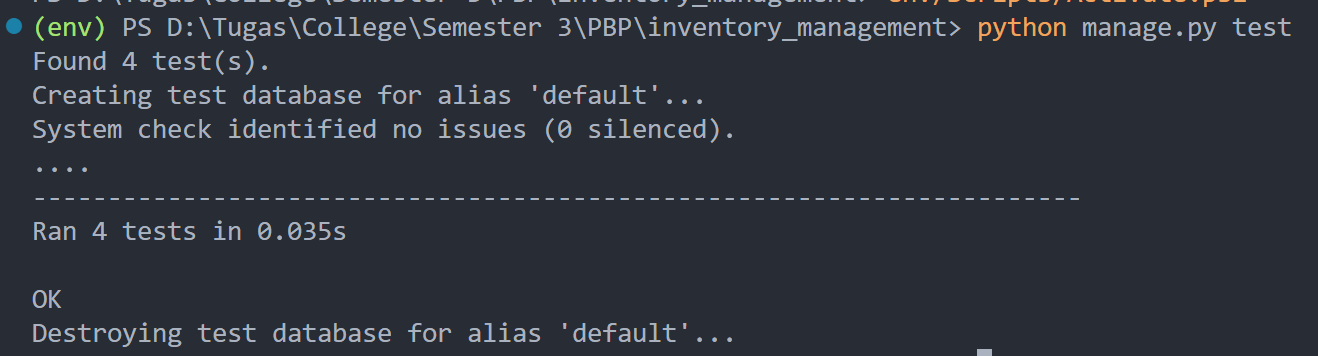 (env) PS D:\Tugas\College\Semester 3\PBP\inventory_management> python manage.py test
Found 4 test(s).
Creating test database for alias 'default'...
System check identified no issues (0 silenced).
....
----------------------------------------------------------------------
Ran 4 tests in 0.035s
OK
Destroying test database for alias 'default'...